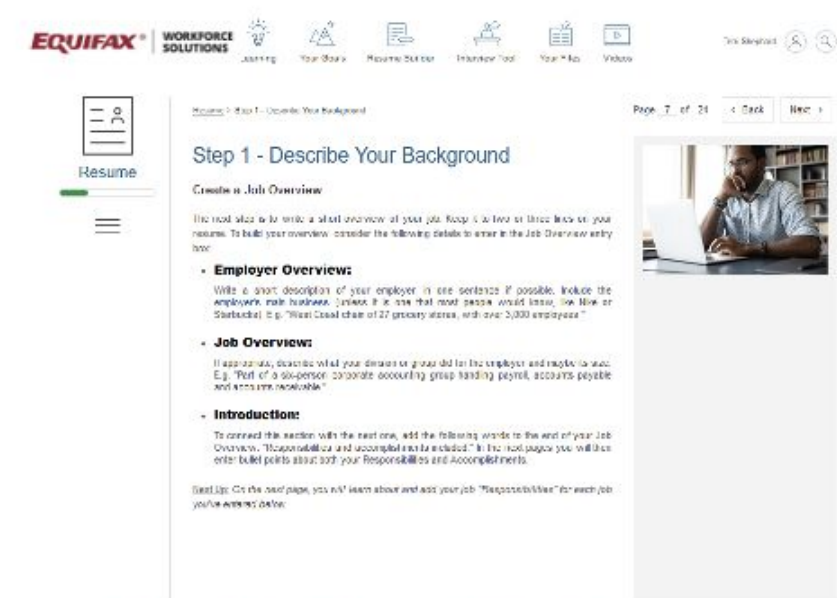 EQUIFAX® | WORKFORCE SOLUTIONS
Learning
Your Goals
Resume Builder
Interview Tool
Your Files
Videos
Resume > Step 1 - Describe Your Background
Page 7 of 21 < Back Next >
Resume
Step 1 - Describe Your Background
Create a Job Overview
The next step is to write a short overview of your job. Keep it to two or three lines on your
resume. To build your overview consider the following details to enter in the Job Overview entry
box:
• Employer Overview:
Write a short description of your employer in one sentence if possible. Include the
employer's main business (unless it is one that most people would know, like Nike or
Starbucks). E.g. "West Coast chain of 27 grocery stores, with over 3,000 employees."
• Job Overview:
If appropriate, describe what your division or group did for the employer and maybe its size.
E.g. "Part of a six-person corporate accounting group handling payroll, accounts payable
and accounts receivable."
• Introduction:
To connect this section with the next one, add the following words to the end of your Job
Overview. "Responsibilities and accomplishments included:" In the next pages you will then
enter bullet points about both your Responsibilities and Accomplishments.
Next Up: On the next page, you will learn about and add your job "Responsibilities" for each job
you've entered below.